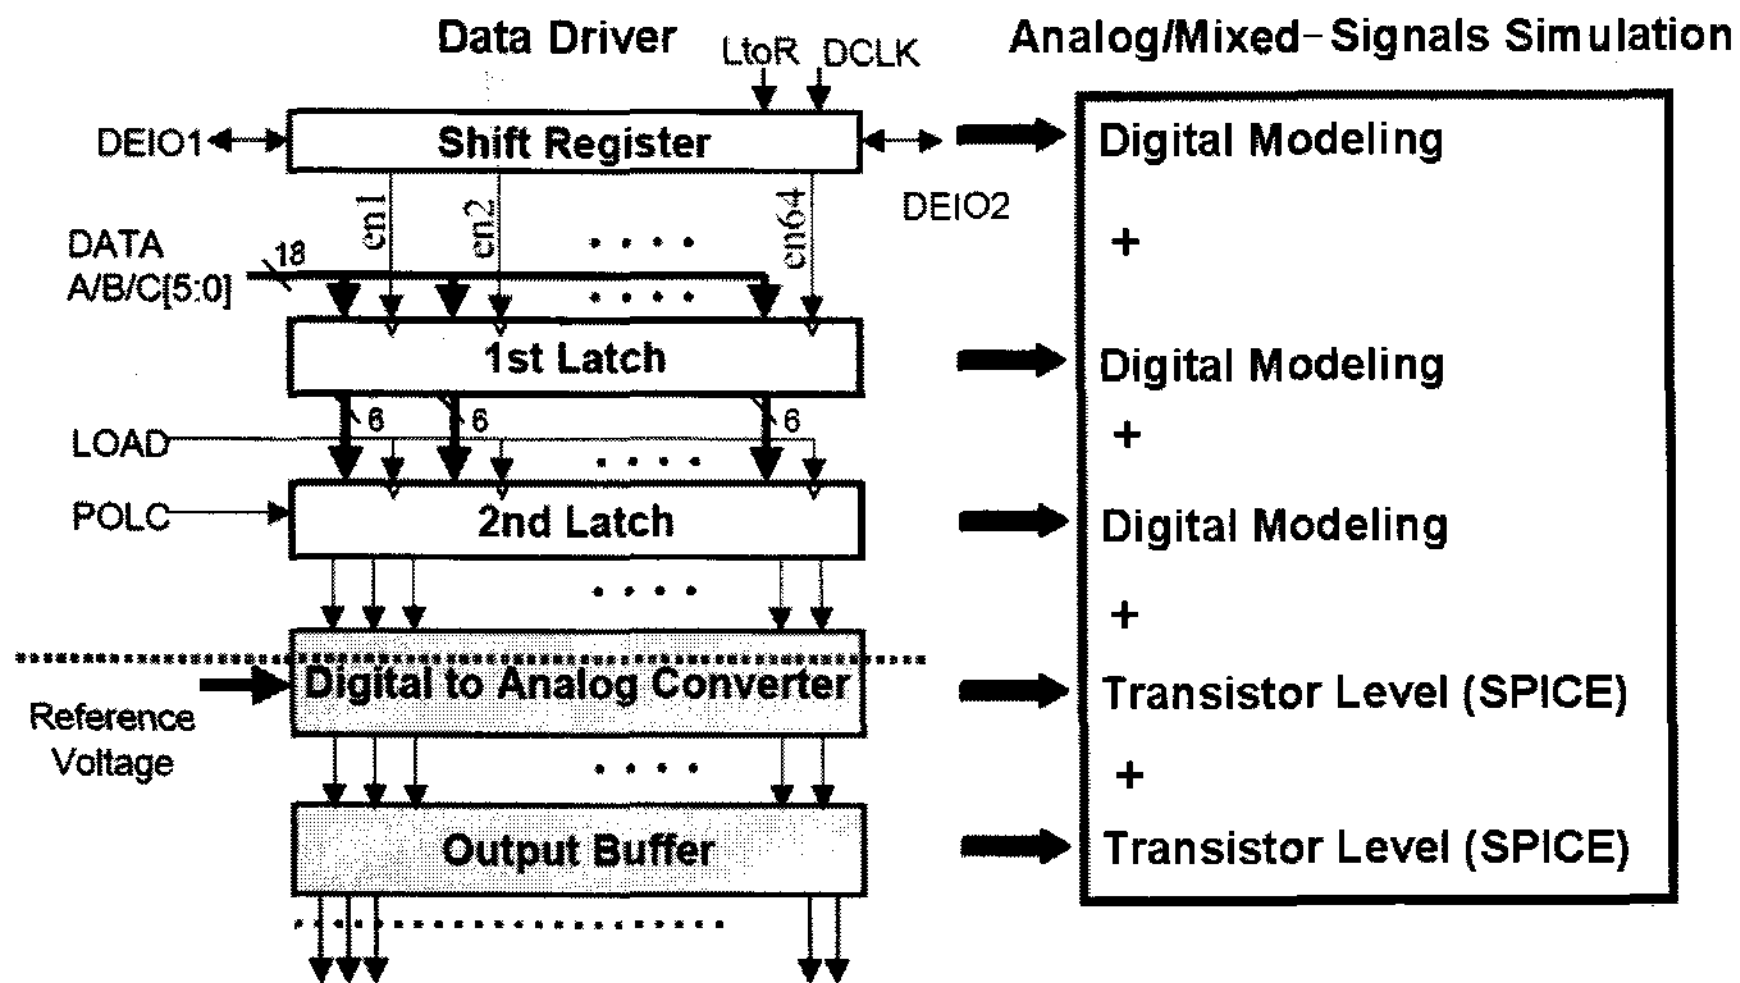 Data Driver
Analog/Mixed-Signals Simulation
LtoR DCLK
DEIO1
Shift Register
Digital Modeling
DEIO2
en1
en2
en64
+
DATA
18
A/B/C[5:0]
1st Latch
Digital Modeling
6
6
6
LOAD
+
POLC
2nd Latch
Digital Modeling
+
Digital to Analog Converter
Transistor Level (SPICE)
Reference
Voltage
+
Output Buffer
Transistor Level (SPICE)